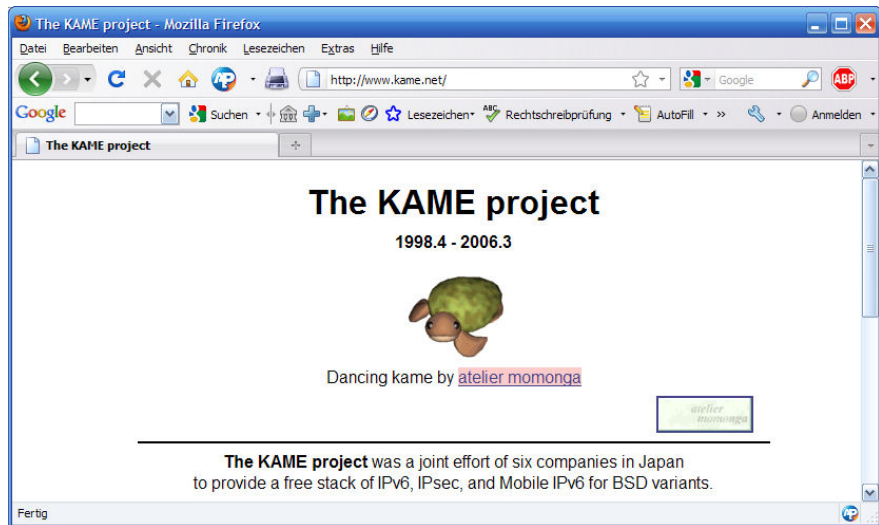 The KAME project - Mozilla Firefox
Datei Bearbeiten Ansicht Chronik Lesezeichen Extras Hilfe
http://www.kame.net/ Google ABP
Google Suchen Lesezeichen ABC Rechtschreibprüfung AutoFill » Anmelden
The KAME project
The KAME project
1998.4 - 2006.3
Dancing kame by atelier momonga
atelier
momonga
The KAME project was a joint effort of six companies in Japan
to provide a free stack of IPv6, IPsec, and Mobile IPv6 for BSD variants.
Fertig